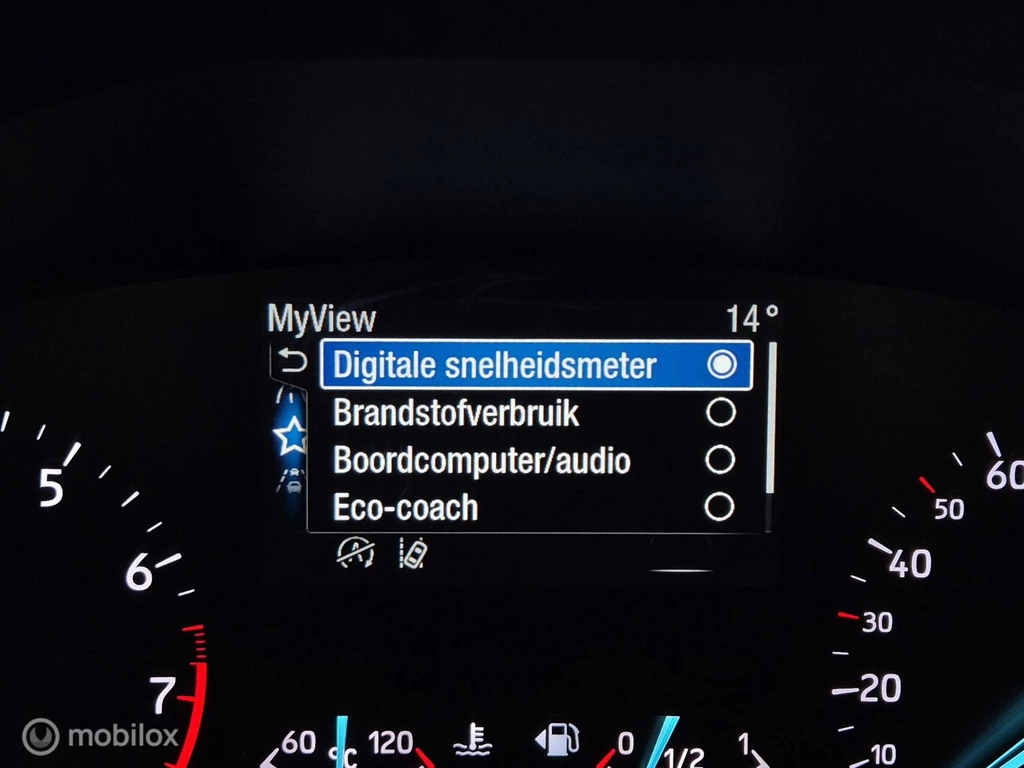 MyView 14°
Digitale snelheidsmeter
Brandstofverbruik
Boordcomputer/audio
Eco-coach
A
5
6
7
60
50
40
30
20
10
60 °C 120
0 1/2 1
mobilox